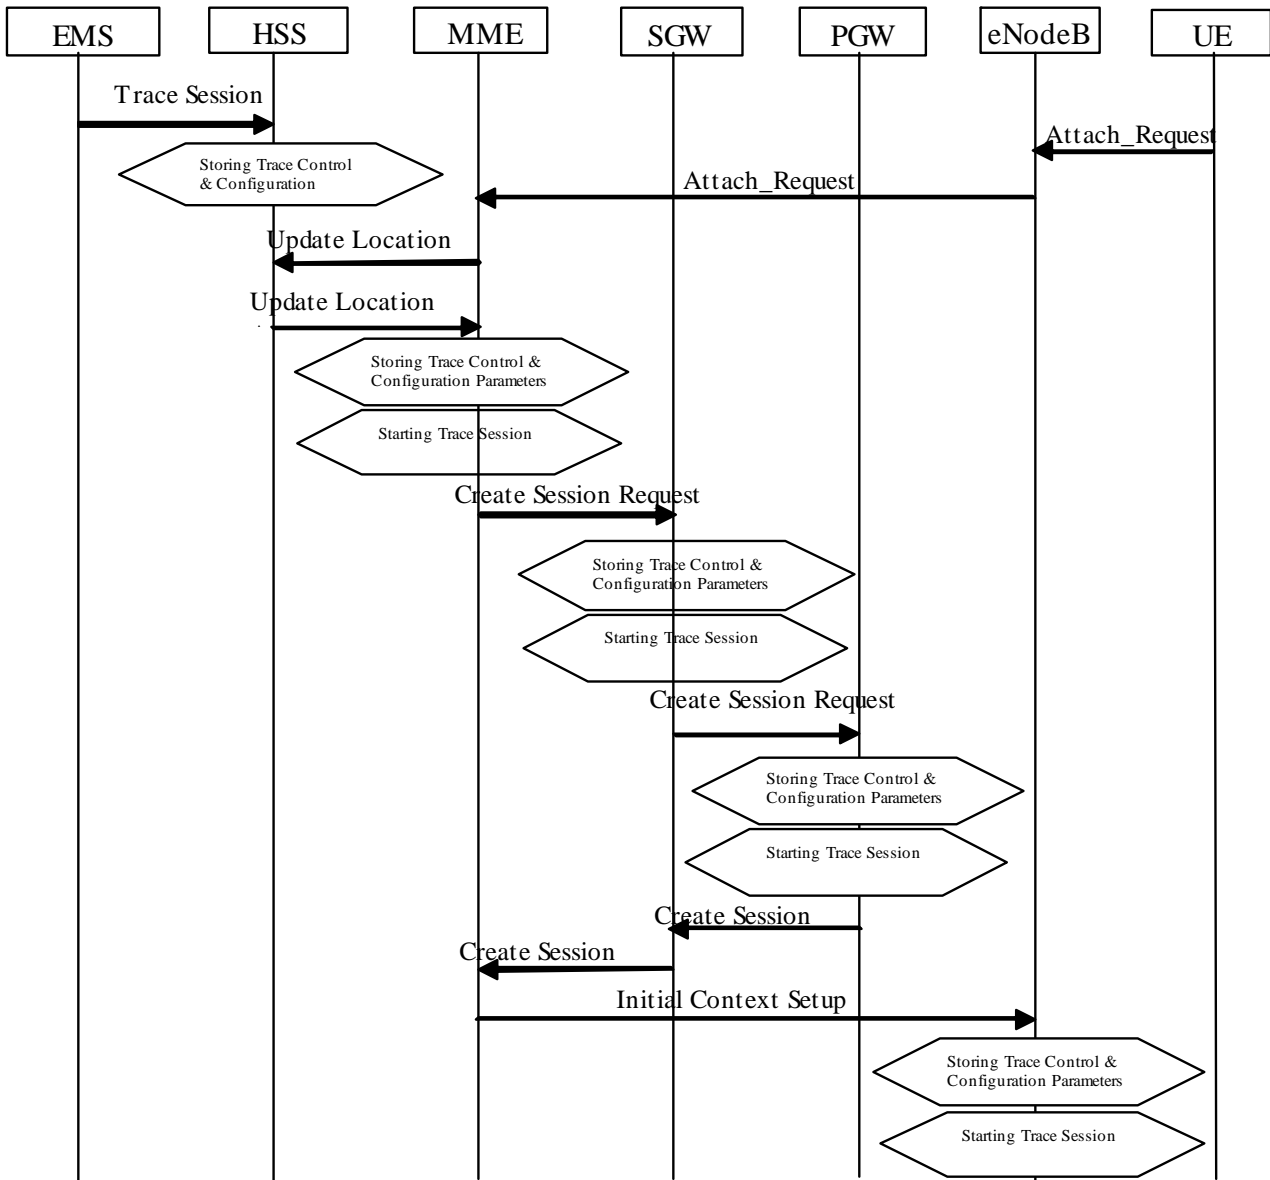 EMS
HSS
MME
SGW
PGW
eNodeB
UE
Trace Session
Attach_Request
Storing Trace Control
& Configuration
Attach_Request
Update Location
Update Location
Storing Trace Control &
Configuration Parameters
Starting Trace Session
Create Session Request
Storing Trace Control &
Configuration Parameters
Starting Trace Session
Create Session Request
Storing Trace Control &
Configuration Parameters
Starting Trace Session
Create Session
Create Session
Initial Context Setup
Storing Trace Control &
Configuration Parameters
Starting Trace Session